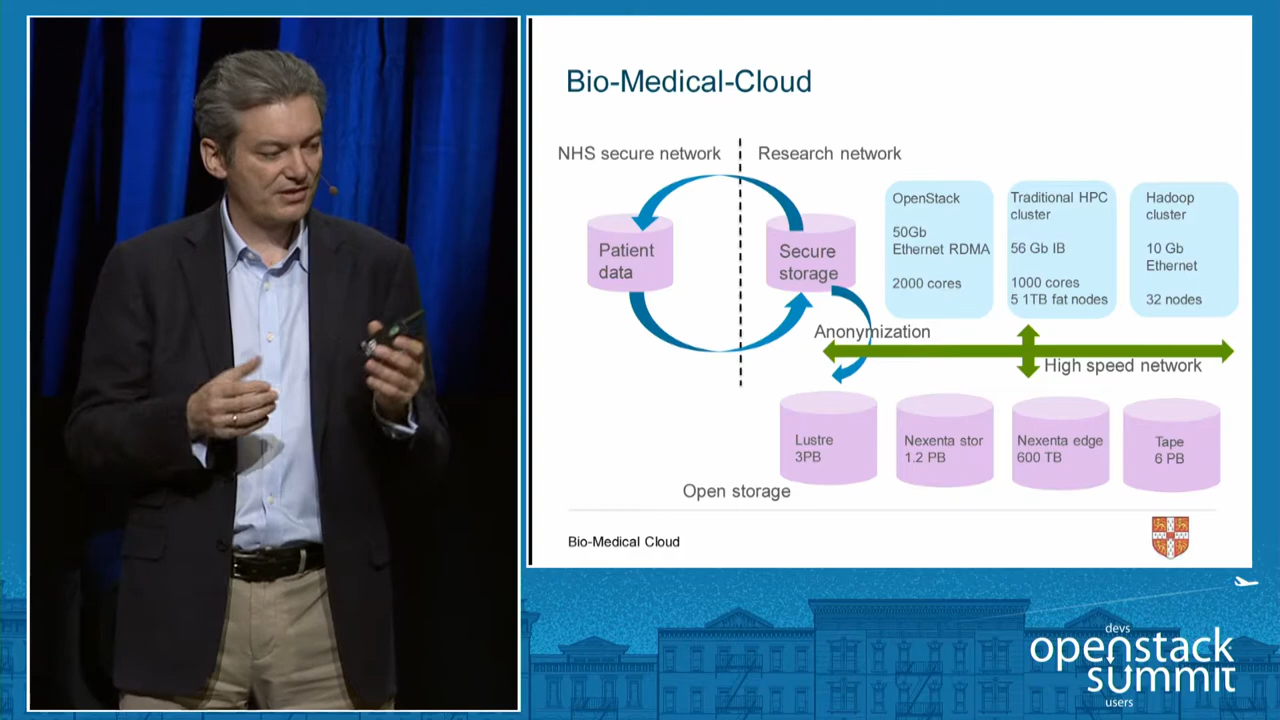 Bio-Medical-Cloud
NHS secure network
Research network
Patient
data
Secure
storage
OpenStack
50Gb
Ethernet RDMA
2000 cores
Traditional HPC
cluster
56 Gb IB
1000 cores
5 1TB fat nodes
Hadoop
cluster
10 Gb
Ethernet
32 nodes
Anonymization
High speed network
Lustre
3PB
Nexenta stor
1.2 PB
Nexenta edge
600 TB
Tape
6 PB
Open storage
Bio-Medical Cloud
devs
openstack
summit
users